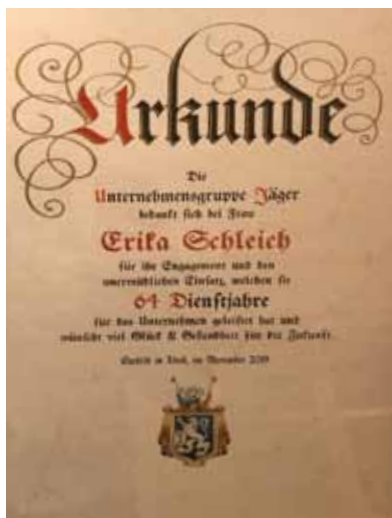 Urkunde
Die
Unternehmensgruppe Jäger
bedankt sich bei Frau
Erika Schleich
für ihr Engagement und den
unermüdlichen Einsatz, welchen sie
64 Dienstjahre
für das Unternehmen geleistet hat und
wünscht viel Glück & Gesundheit für die Zukunft.
im November